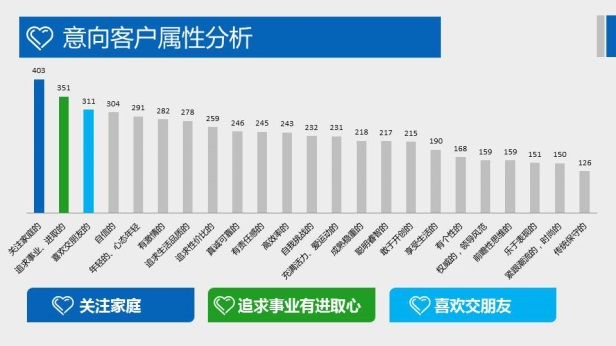 意向客户属性分析
403
351
311
304
291
282
278
259
246
245
243
232
231
218
217
215
190
168
159
159
151
150
126
关注家庭的
追求事业、进取的
喜欢交朋友的
自信的
年轻的、心态年轻
有激情的
追求生活品质的
追求性价比的
真诚可靠的
有责任感的
高效率的
自我挑战的
充满活力、爱运动的
成熟稳重的
聪明睿智的
敢于开创的
享受生活的
有个性的
权威的，领导风范
前瞻性思维的
乐于表现的
紧跟潮流的，时尚的
传统保守的
关注家庭
追求事业有进取心
喜欢交朋友